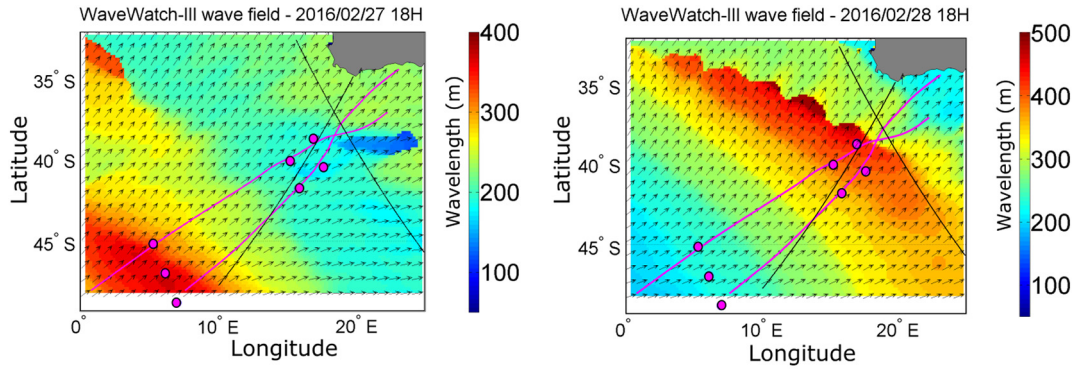 WaveWatch-III wave field - 2016/02/27 18H
35° S
40° S
45° S
Latitude
0°
10° E
20° E
Longitude
400
300
200
100
Wavelength (m)
WaveWatch-III wave field - 2016/02/28 18H
35° S
40° S
45° S
Latitude
0°
10° E
20° E
Longitude
500
400
300
200
100
Wavelength (m)